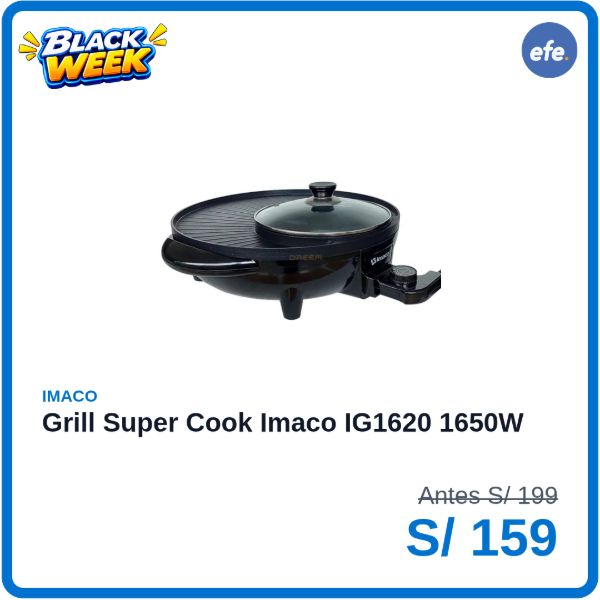 BLACK
WEEK
efe.
IMACO
Grill Super Cook Imaco IG1620 1650W
Antes S/ 199
S/ 159